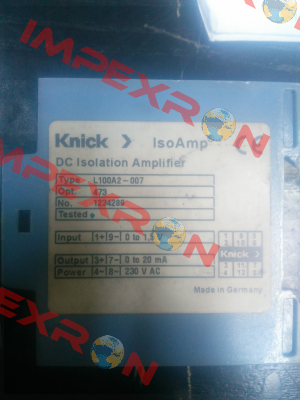 IMPEXRON
Knick > IsoAmp
DC Isolation Amplifier
Type L100A2-007
Opt. 473
No. 1234289
Tested
Input 1+ 9- 0 to 1.5
Output 3+ 7- 0 to 20 mA
Power 4~ 8~ 230 V AC
Knick >
Made in Germany
IMPEXRON